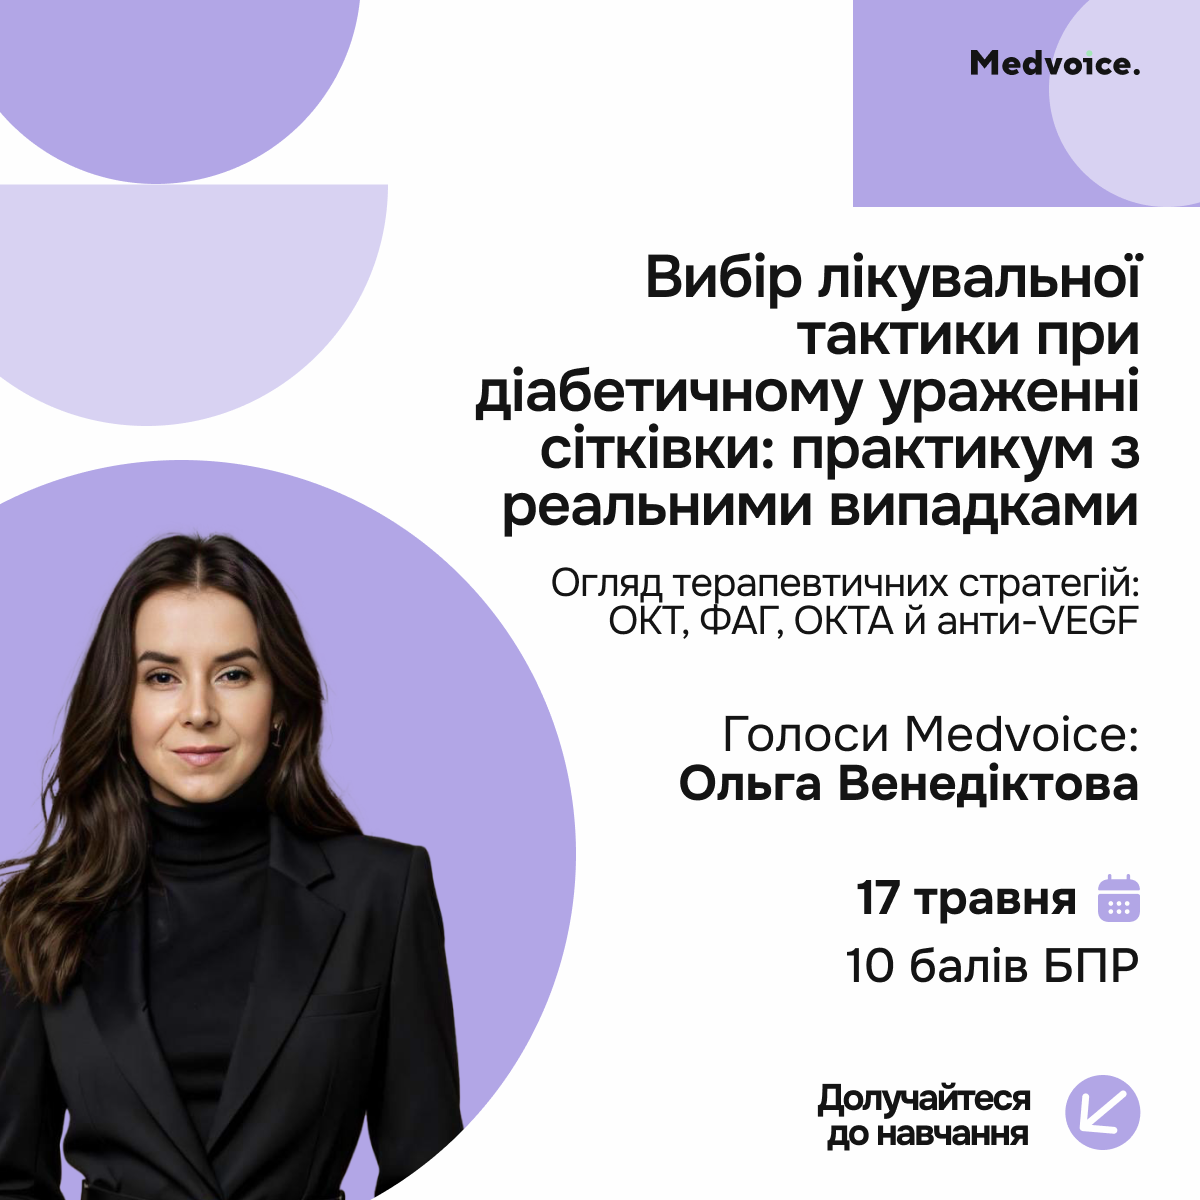 Medvoice.
Вибір лікувальної
тактики при
діабетичному ураженні
сітківки: практикум з
реальними випадками
Огляд терапевтичних стратегій:
ОКТ, ФАГ, ОКТА й анти-VEGF
Голоси Medvoice:
Ольга Венедіктова
17 травня
10 балів БПР
Долучайтеся
до навчання